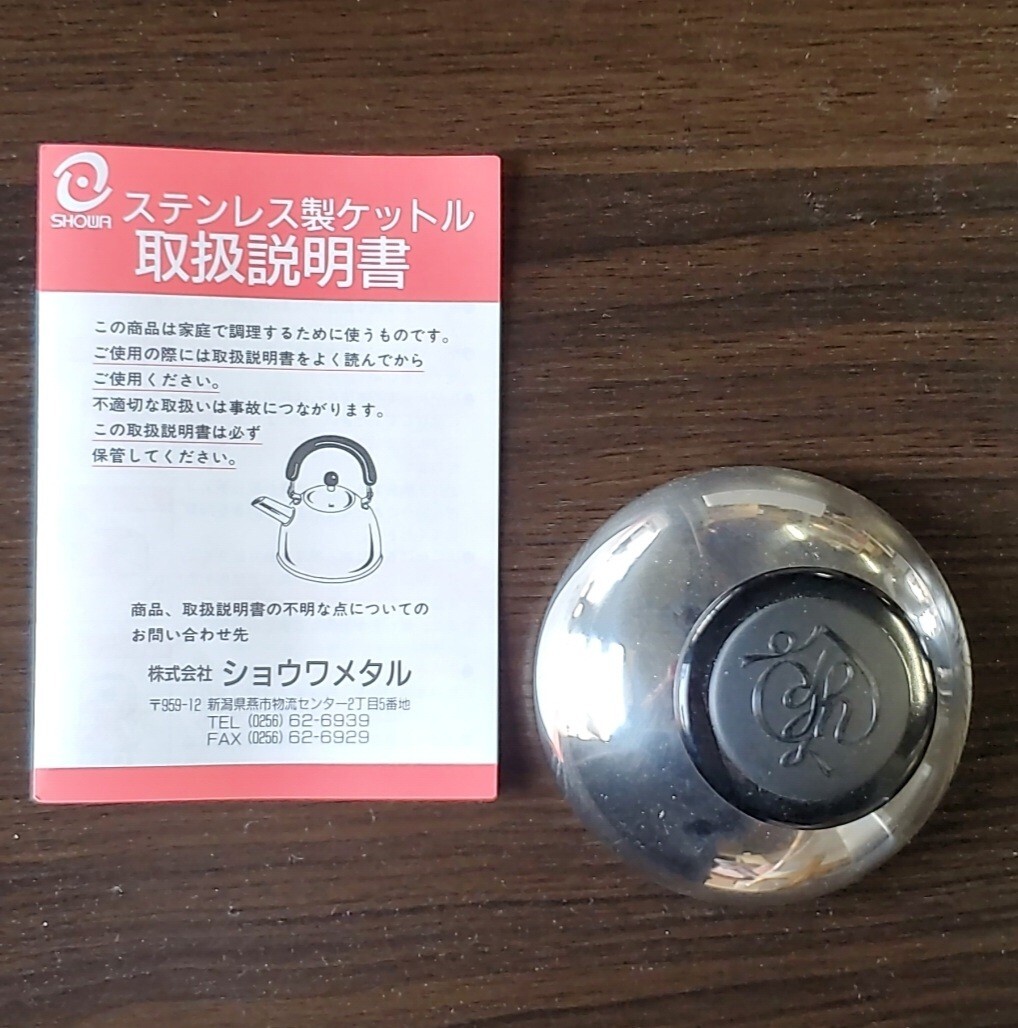 SHOWA
ステンレス製ケットル
取扱説明書
この商品は家庭で調理するために使うものです。
ご使用の際には取扱説明書をよく読んでから
ご使用ください。
不適切な取扱いは事故につながります。
この取扱説明書は必ず
保管してください。
商品、取扱説明書の不明な点についての
お問い合わせ先
株式会社 ショウワメタル
〒959-12 新潟県燕市物流センター2丁目5番地
TEL (0256) 62-6939
FAX (0256) 62-6929